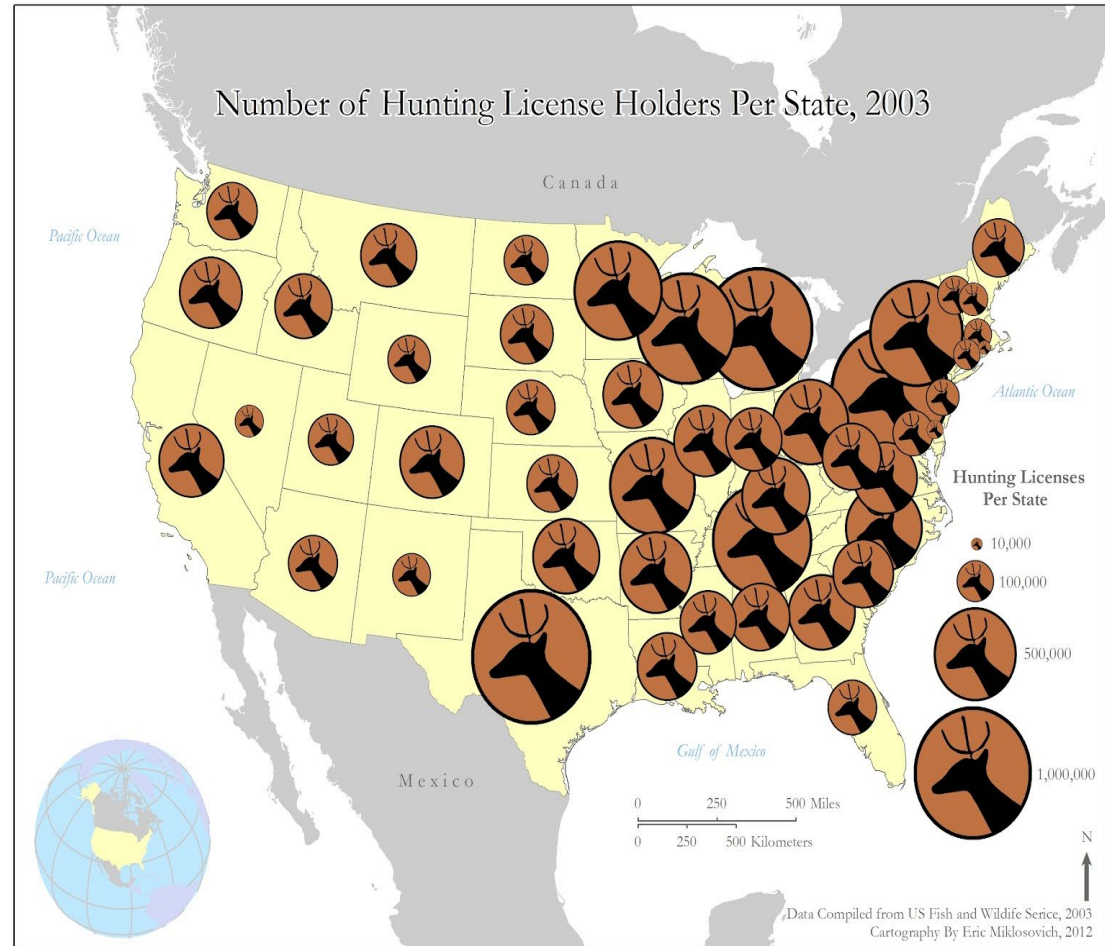 Number of Hunting License Holders Per State, 2003
Canada
Pacific Ocean
Atlantic Ocean
Hunting Licenses
Per State
10,000
100,000
500,000
1,000,000
Pacific Ocean
Gulf of Mexico
Mexico
0 250 500 Miles
0 250 500 Kilometers
N
Data Compiled from US Fish and Wildlife Serice, 2003
Cartography By Eric Miklosovich, 2012